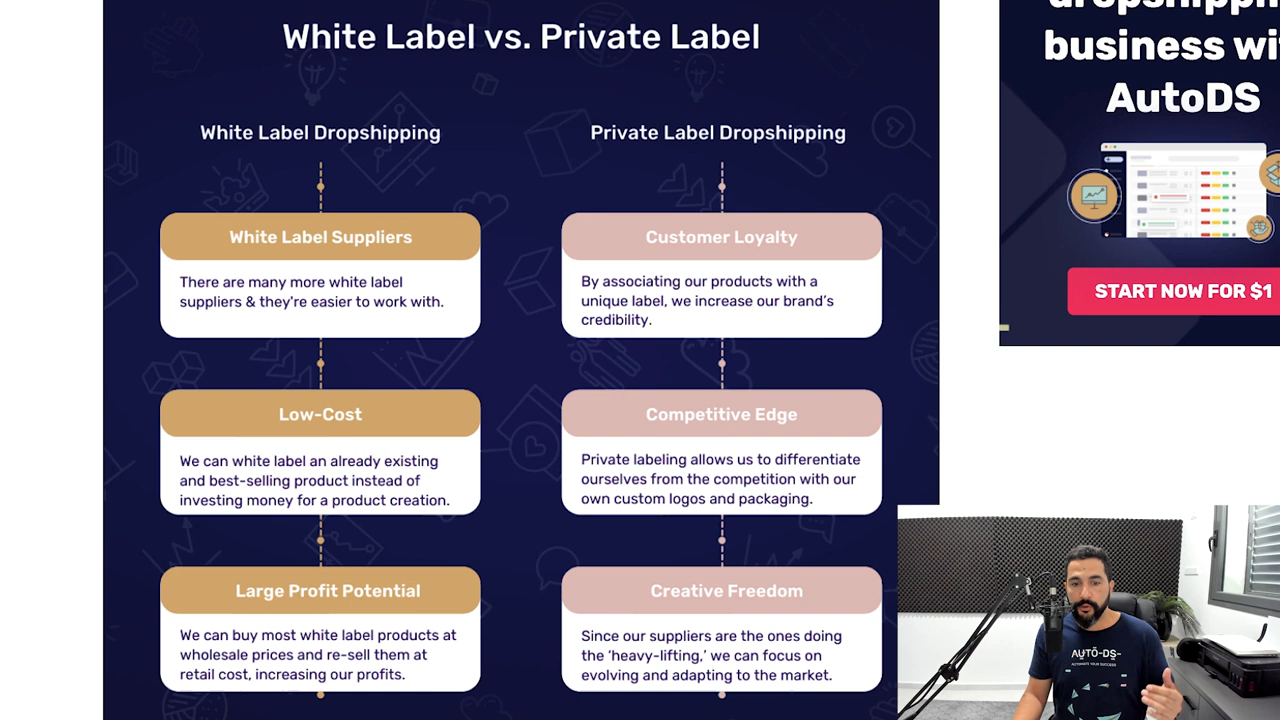 White Label vs. Private Label
White Label Dropshipping
White Label Suppliers
There are many more white label
suppliers & they're easier to work with.
Low-Cost
We can white label an already existing
and best-selling product instead of
investing money for a product creation.
Large Profit Potential
We can buy most white label products at
wholesale prices and re-sell them at
retail cost, increasing our profits.
Private Label Dropshipping
Customer Loyalty
By associating our products with a
unique label, we increase our brand’s
credibility.
Competitive Edge
Private labeling allows us to differentiate
ourselves from the competition with our
own custom logos and packaging.
Creative Freedom
Since our suppliers are the ones doing
the ‘heavy-lifting,’ we can focus on
evolving and adapting to the market.
business wi
AutoDS
START NOW FOR $1
AUTO-DS-
AUTOMATE YOUR SUCCESS